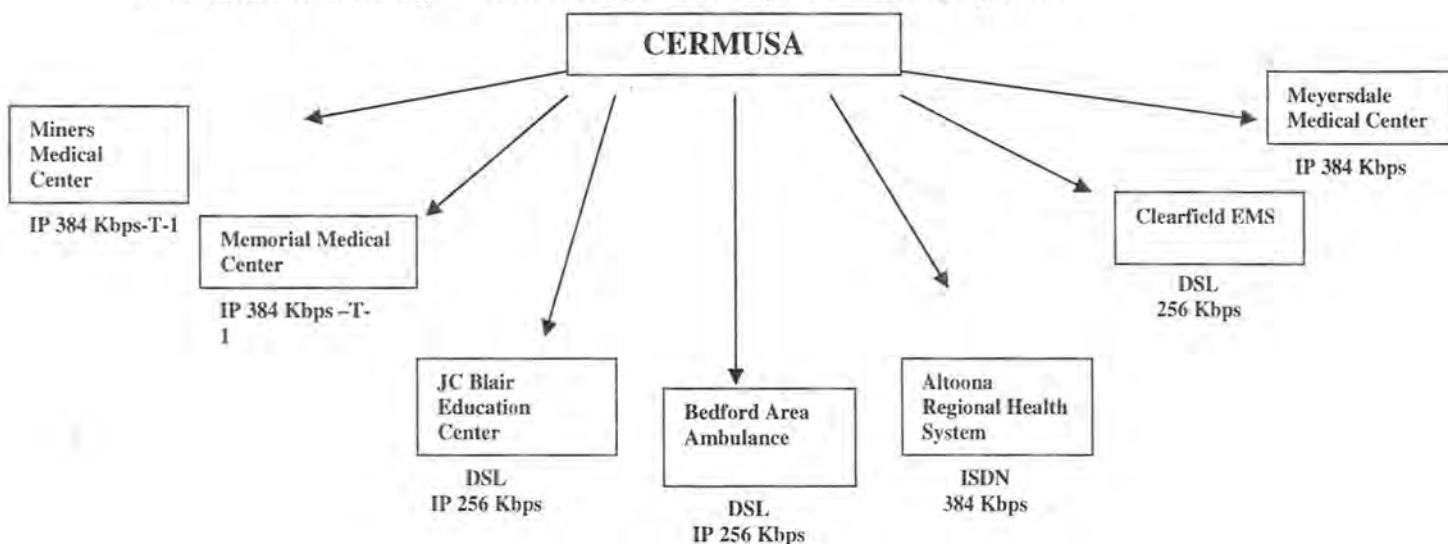 CERMUSA
Miners
Medical
Center
IP 384 Kbps-T-1
Memorial Medical
Center
IP 384 Kbps –T-
1
JC Blair
Education
Center
DSL
IP 256 Kbps
Bedford Area
Ambulance
DSL
IP 256 Kbps
Altoona
Regional Health
System
ISDN
384 Kbps
Clearfield EMS
DSL
256 Kbps
Meyersdale
Medical Center
IP 384 Kbps